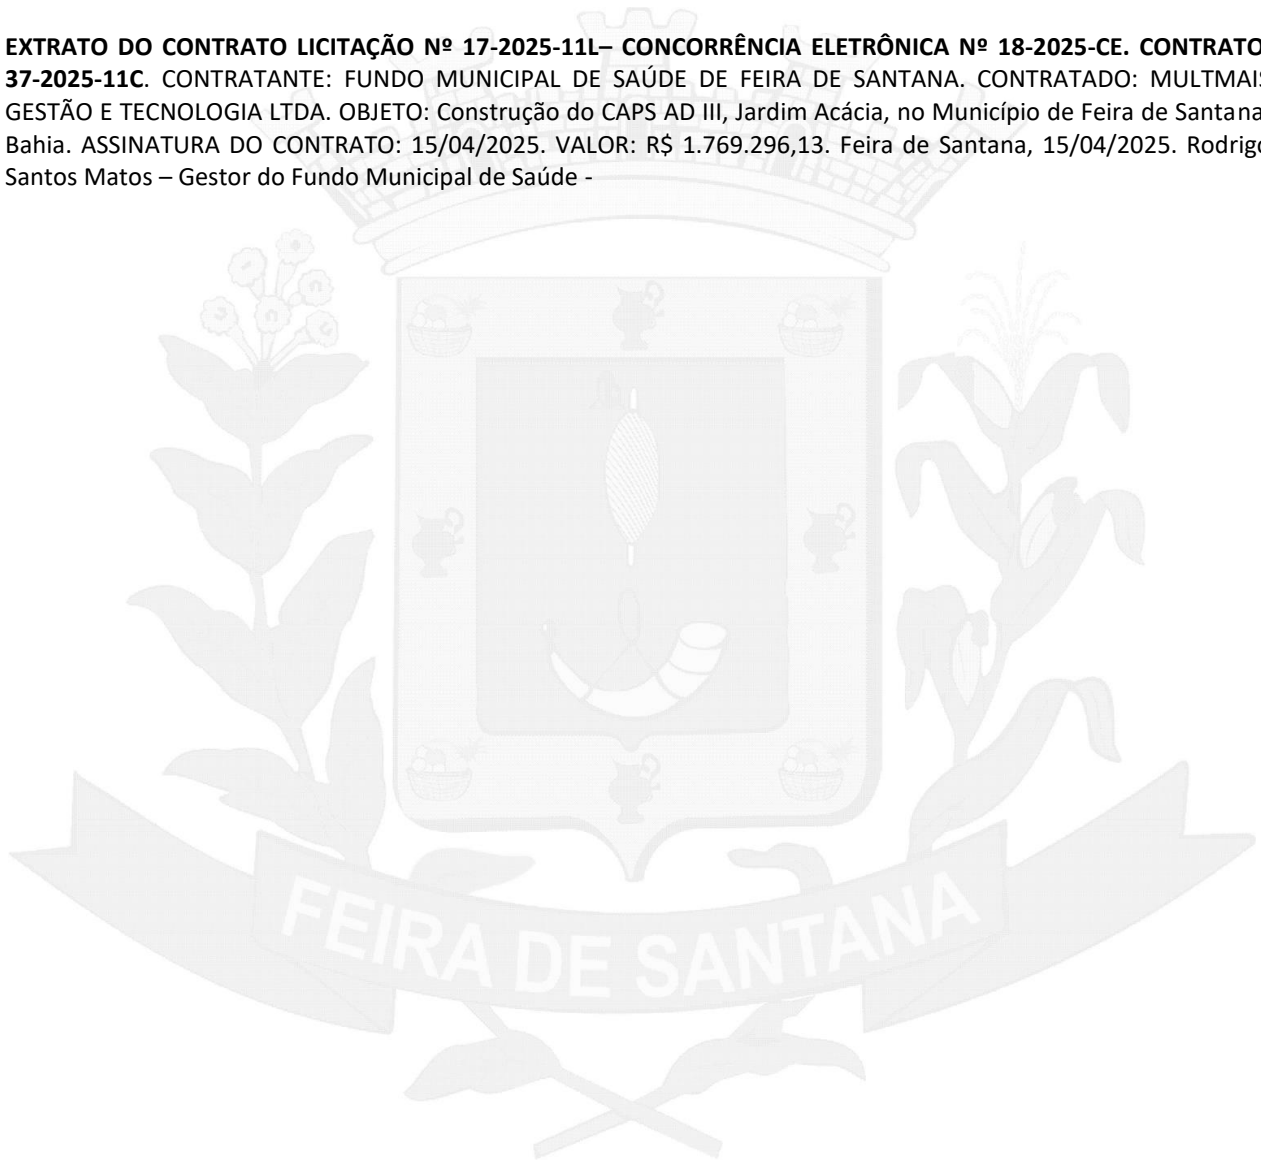 EXTRATO DO CONTRATO LICITAÇÃO Nº 17-2025-11L– CONCORRÊNCIA ELETRÔNICA Nº 18-2025-CE. CONTRATO
37-2025-11C. CONTRATANTE: FUNDO MUNICIPAL DE SAÚDE DE FEIRA DE SANTANA. CONTRATADO: MULTMAIS
GESTÃO E TECNOLOGIA LTDA. OBJETO: Construção do CAPS AD III, Jardim Acácia, no Município de Feira de Santana
Bahia. ASSINATURA DO CONTRATO: 15/04/2025. VALOR: R$ 1.769.296,13. Feira de Santana, 15/04/2025. Rodrigo
Santos Matos – Gestor do Fundo Municipal de Saúde -
FEIRA DE SANTANA